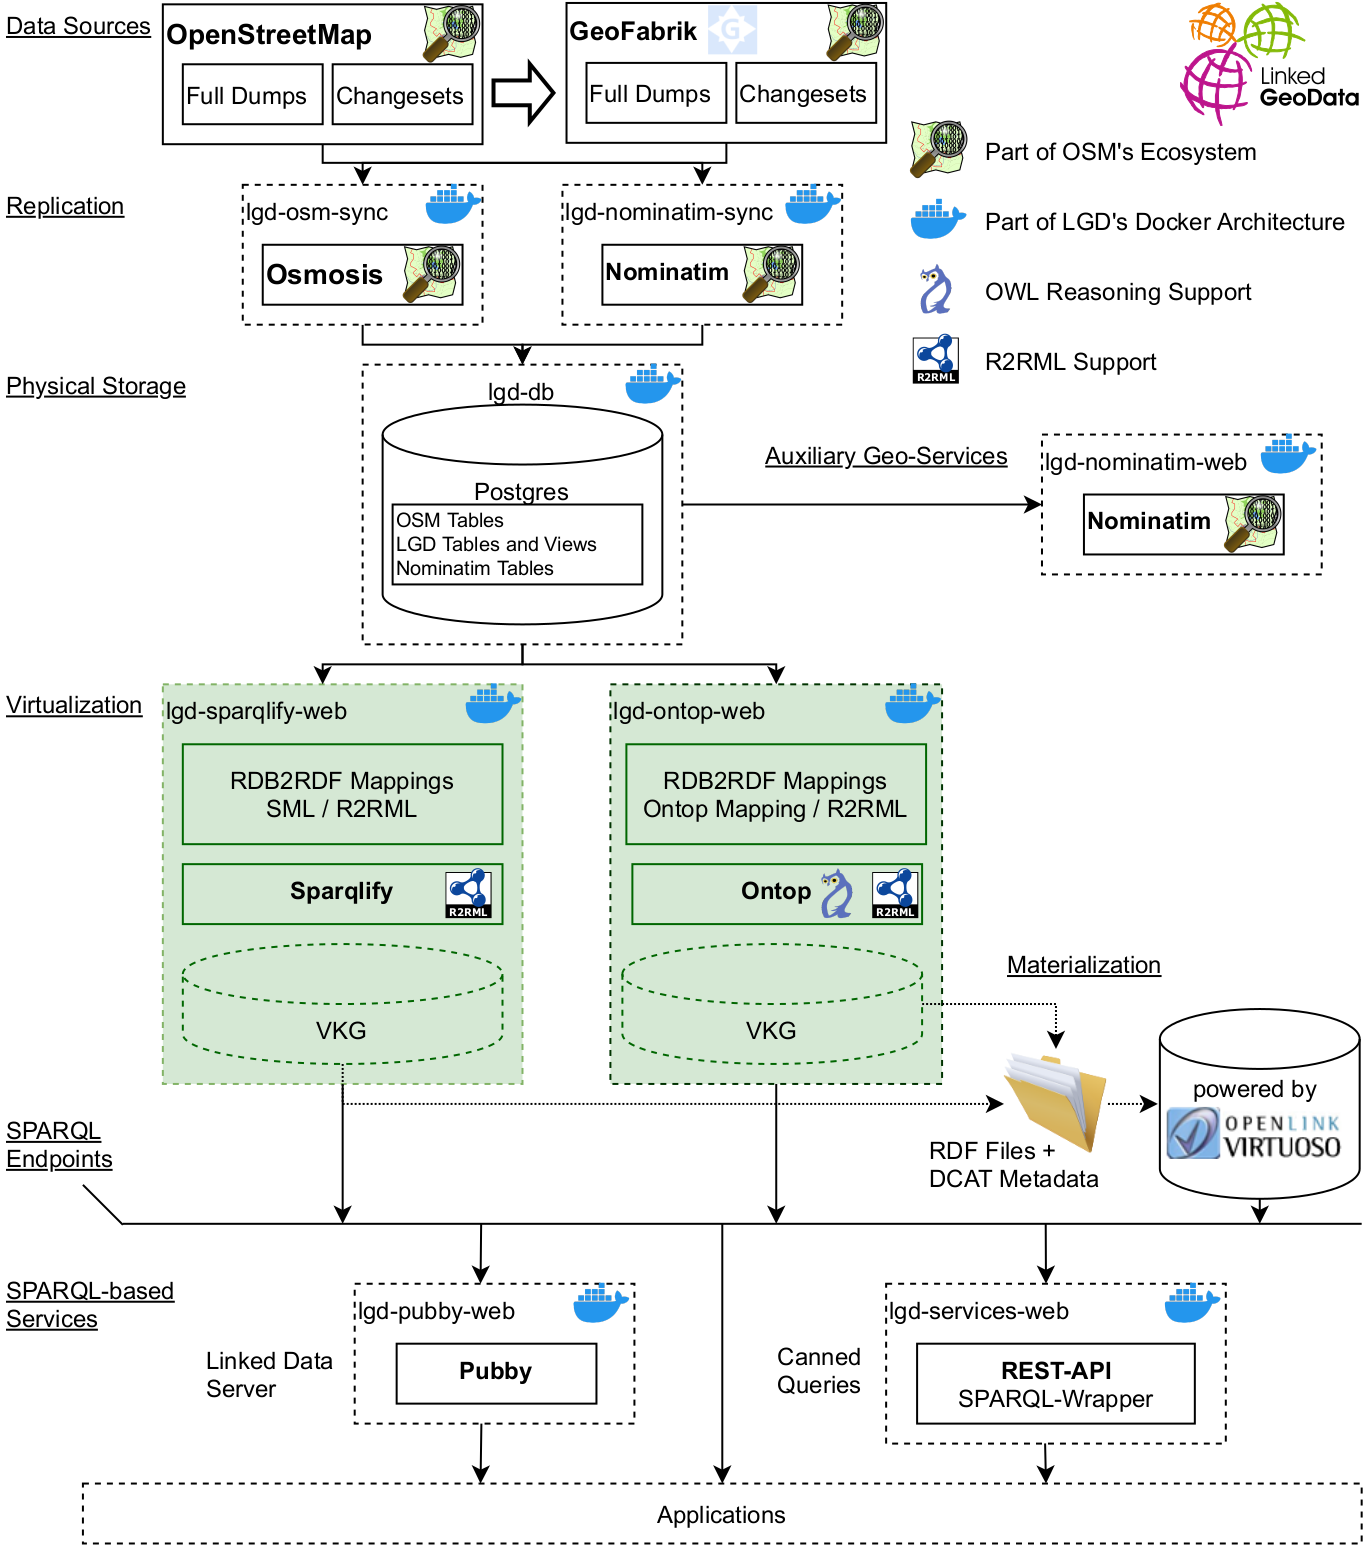 Data Sources
OpenStreetMap
Full Dumps
Changesets
GeoFabrik
G
Full Dumps
Changesets
Linked
GeoData
Part of OSM's Ecosystem
Part of LGD's Docker Architecture
OWL Reasoning Support
R2RML
R2RML Support
Replication
lgd-osm-sync
Osmosis
lgd-nominatim-sync
Nominatim
Physical Storage
lgd-db
Postgres
OSM Tables
LGD Tables and Views
Nominatim Tables
Auxiliary Geo-Services
lgd-nominatim-web
Nominatim
Virtualization
lgd-sparqlify-web
RDB2RDF Mappings
SML / R2RML
Sparqlify
R2RML
VKG
lgd-ontop-web
RDB2RDF Mappings
Ontop Mapping / R2RML
Ontop
R2RML
VKG
Materialization
RDF Files +
DCAT Metadata
powered by
OPENLINK
VIRTUOSO
SPARQL
Endpoints
SPARQL-based
Services
Linked Data
Server
lgd-pubby-web
Pubby
Canned
Queries
lgd-services-web
REST-API
SPARQL-Wrapper
Applications